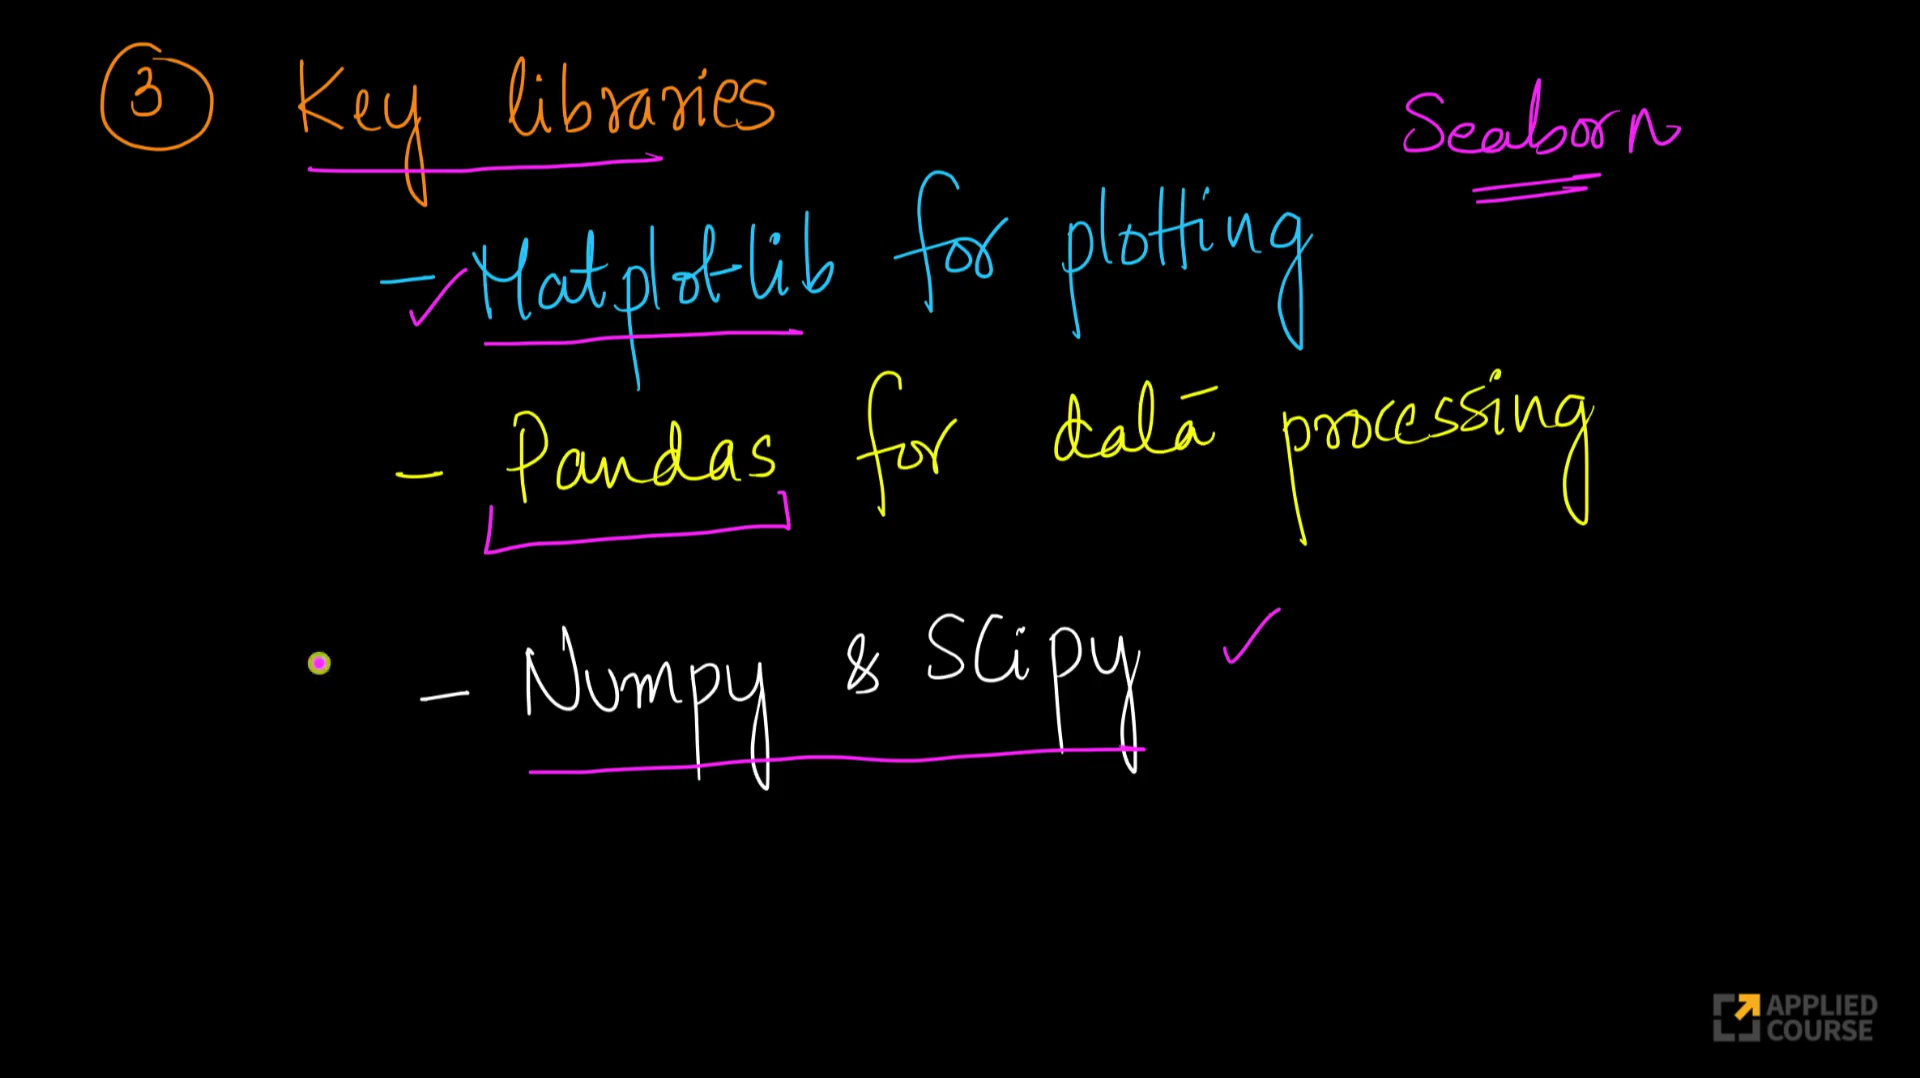 3 Key libraries
Seaborn
- Matplotlib for plotting
- Pandas for data processing
- Numpy & SCipy
APPLIED
COURSE